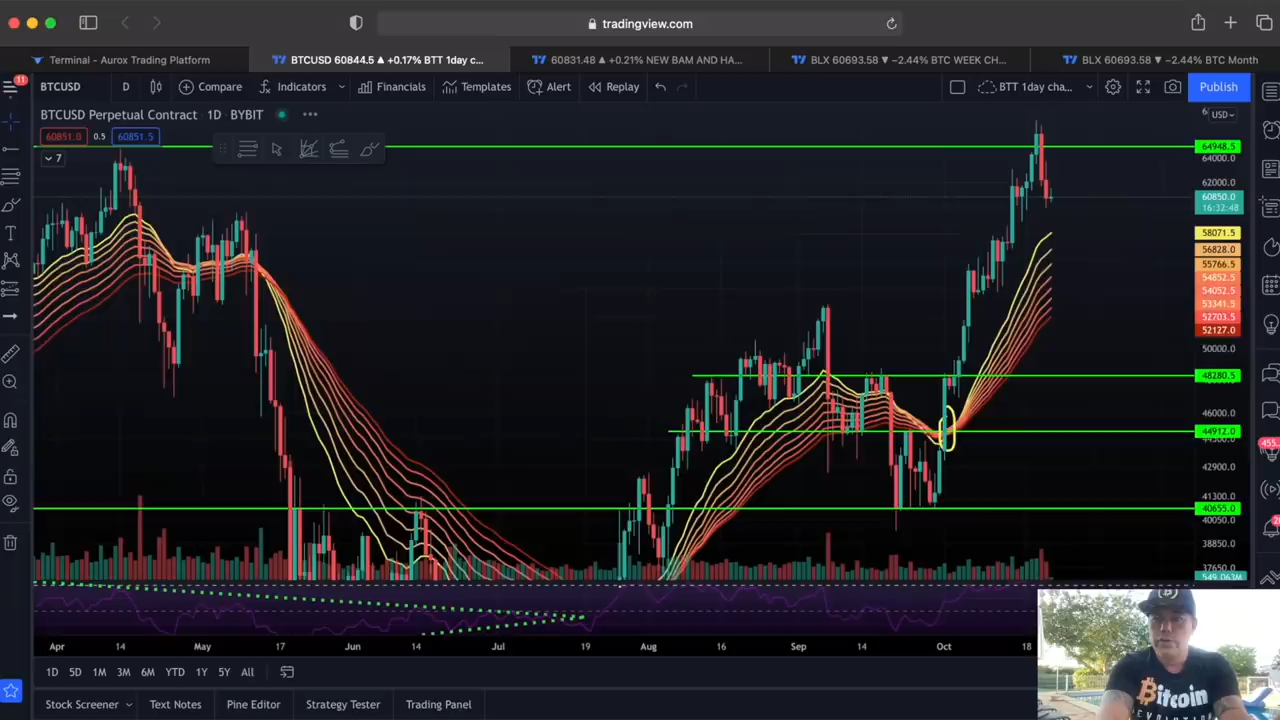 tradingview.com
Terminal - Aurox Trading Platform
BTCUSD 60844.5 ▲ +0.17% BTT 1day c...
60831.48 ▲ +0.21% NEW BAM AND HA...
BLX 60693.58 ▼ −2.44% BTC WEEK CH...
BLX 60693.58 ▼ −2.44% BTC Month
11
BTCUSD
D
Compare
Indicators
Financials
Templates
Alert
Replay
BTT 1day cha...
Publish
BTCUSD Perpetual Contract · 1D · BYBIT
USD
60851.0
0.5
60851.5
7
64948.5
64000.0
62000.0
60850.0
16:32:48
58071.5
56828.0
55766.5
54852.5
54052.5
53341.5
52703.5
52127.0
50000.0
48280.5
46000.0
44912.0
42900.0
41300.0
40655.0
40050.0
38850.0
37650.0
549.063M
455
Apr
14
May
17
Jun
14
Jul
19
Aug
16
Sep
14
Oct
18
1D
5D
1M
3M
6M
YTD
1Y
5Y
All
Bitcoin
Stock Screener
Text Notes
Pine Editor
Strategy Tester
Trading Panel